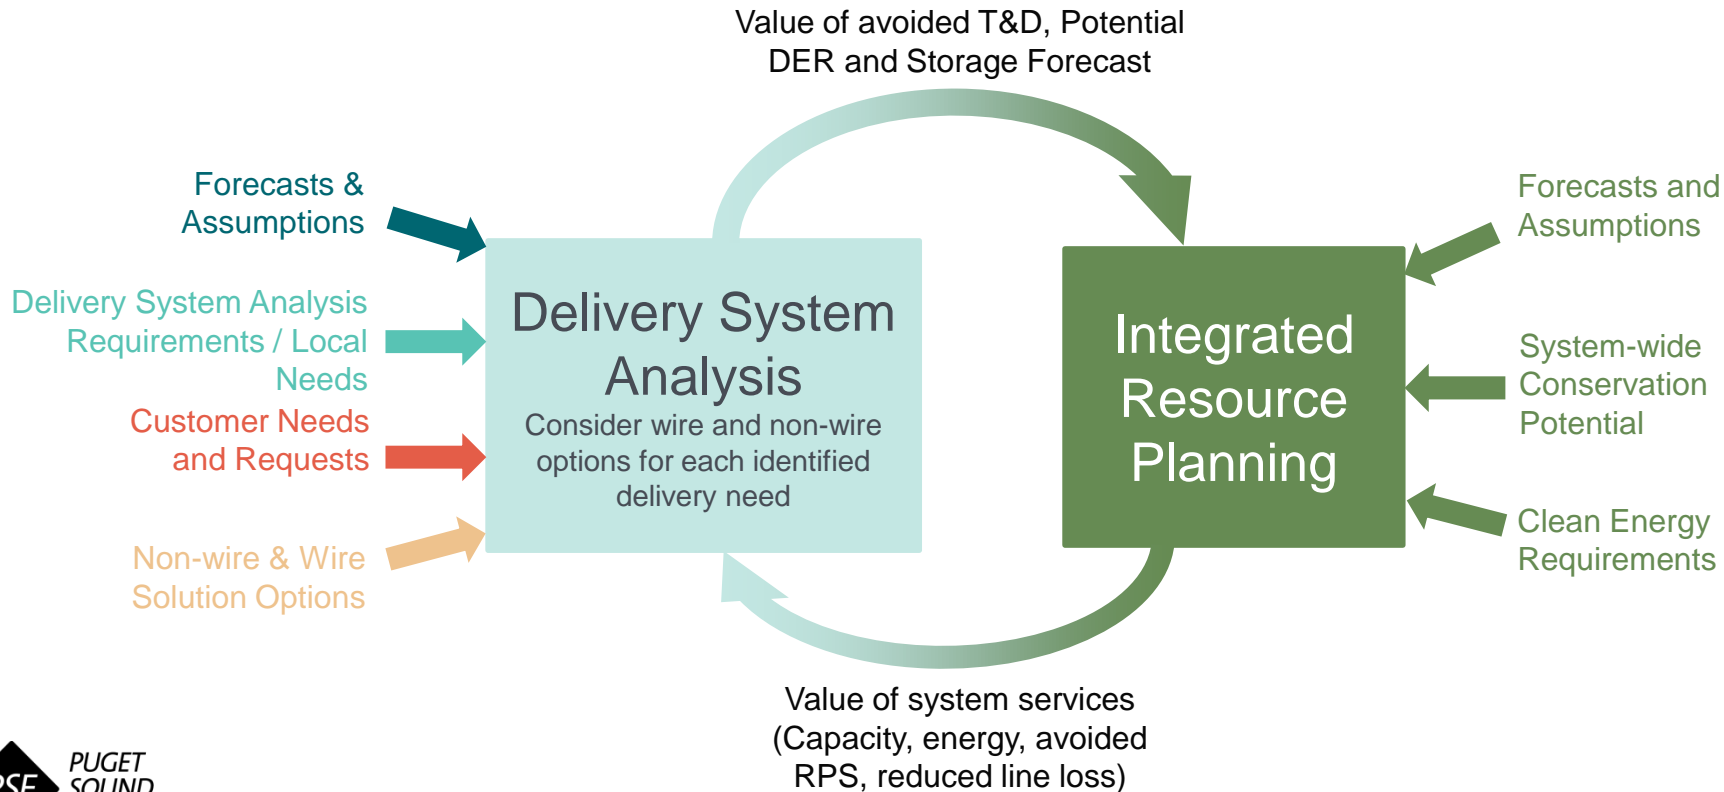 Value of avoided T&D, Potential
DER and Storage Forecast
Forecasts &
Assumptions
Delivery System Analysis
Requirements / Local
Needs
Customer Needs
and Requests
Non-wire & Wire
Solution Options
Delivery System
Analysis
Consider wire and non-wire
options for each identified
delivery need
Integrated
Resource
Planning
Forecasts and
Assumptions
System-wide
Conservation
Potential
Clean Energy
Requirements
Value of system services
(Capacity, energy, avoided
RPS, reduced line loss)
PSE
PUGET
SOUND